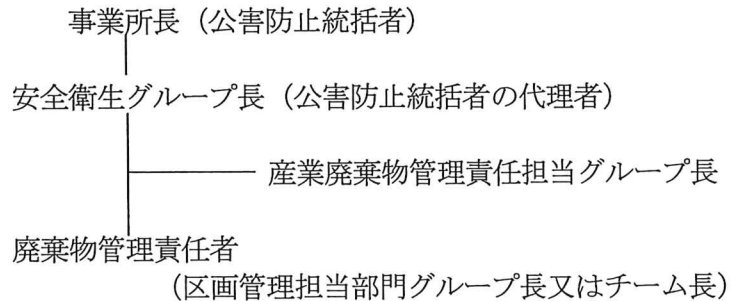 事業所長（公害防止統括者）
安全衛生グループ長（公害防止統括者の代理者）
産業廃棄物管理責任担当グループ長
廃棄物管理責任者
（区画管理担当部門グループ長又はチーム長）